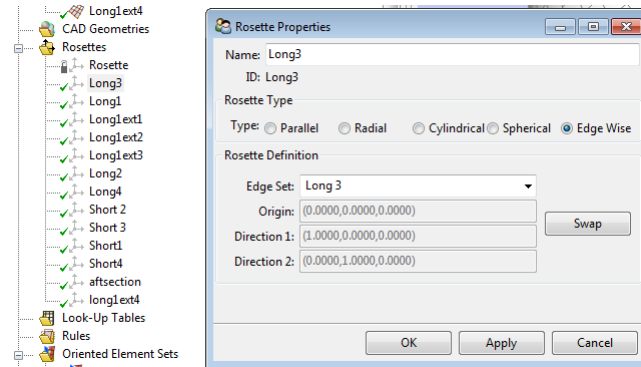 Long1ext4
CAD Geometries
Rosettes
Rosette
Long3
Long1
Long1ext1
Long1ext2
Long1ext3
Long2
Long4
Short 2
Short 3
Short1
Short4
aftsection
long1ext4
Look-Up Tables
Rules
Oriented Element Sets
Rosette Properties
Name: Long3
ID: Long3
Rosette Type
Type: Parallel Radial Cylindrical Spherical Edge Wise
Rosette Definition
Edge Set: Long 3
Origin: (0.0000,0.0000,0.0000)
Direction 1: (1.0000,0.0000,0.0000)
Swap
Direction 2: (0.0000,1.0000,0.0000)
OK Apply Cancel